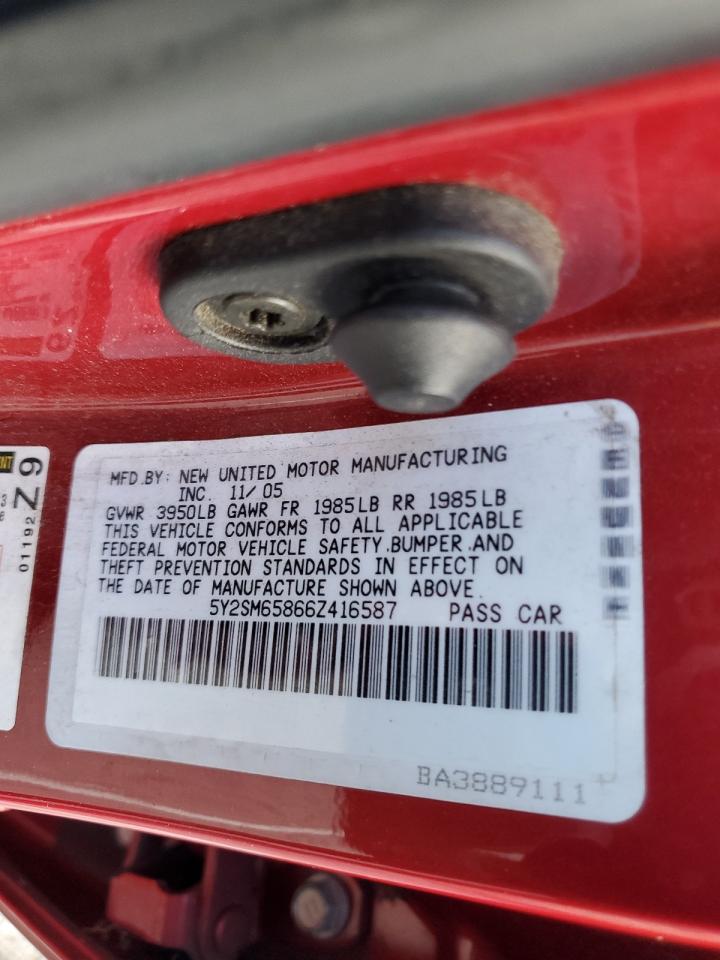 MFD.BY: NEW UNITED MOTOR MANUFACTURING
INC. 11/05
GVWR 3950LB GAWR FR 1985LB RR 1985LB
THIS VEHICLE CONFORMS TO ALL APPLICABLE
FEDERAL MOTOR VEHICLE SAFETY.BUMPER.AND
THEFT PREVENTION STANDARDS IN EFFECT ON
THE DATE OF MANUFACTURE SHOWN ABOVE.
5Y2SM65866Z416587 PASS CAR
BA3889111
01192
Z 9